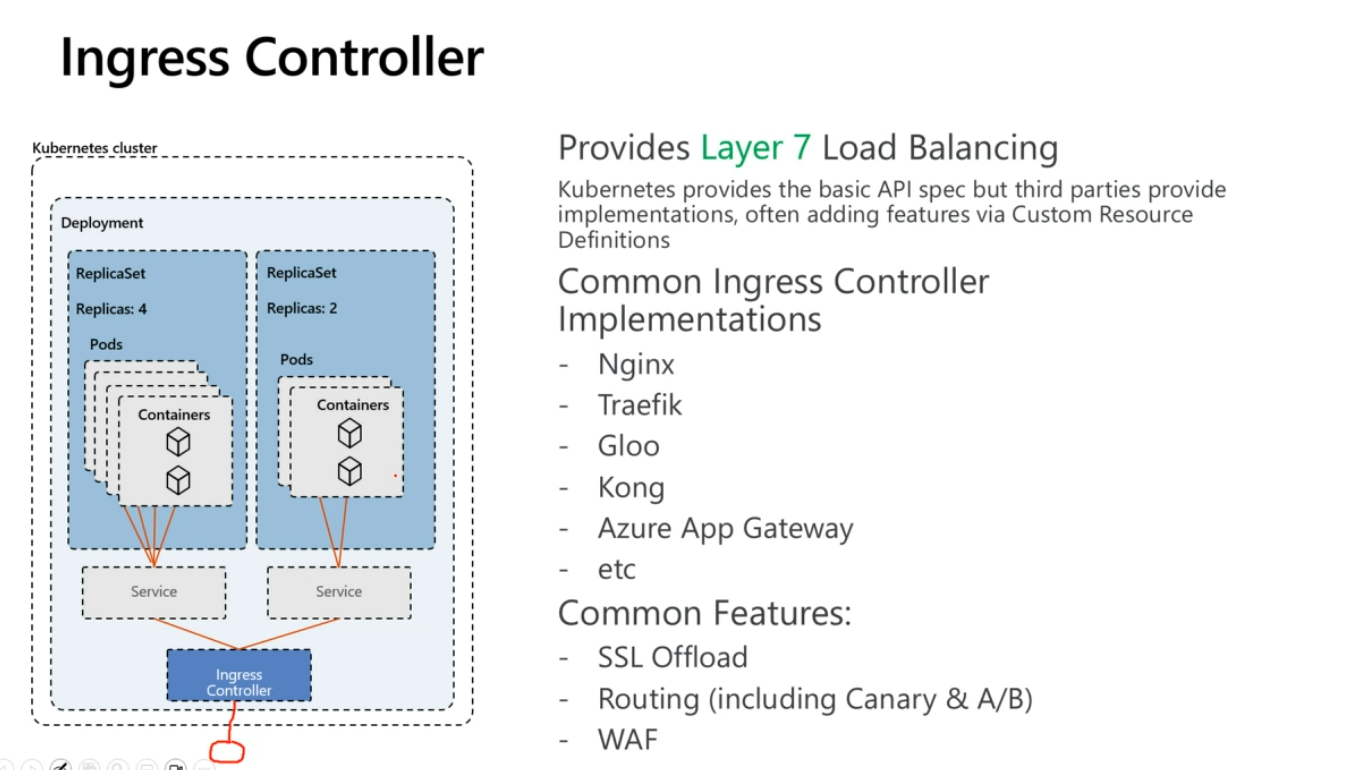 Ingress Controller
Kubernetes cluster
Deployment
ReplicaSet
Replicas: 4
Pods
Containers
ReplicaSet
Replicas: 2
Pods
Containers
Service
Service
Ingress
Controller
Provides Layer 7 Load Balancing
Kubernetes provides the basic API spec but third parties provide
implementations, often adding features via Custom Resource
Definitions
Common Ingress Controller
Implementations
- Nginx
- Traefik
- Gloo
- Kong
- Azure App Gateway
- etc
Common Features:
- SSL Offload
- Routing (including Canary & A/B)
- WAF